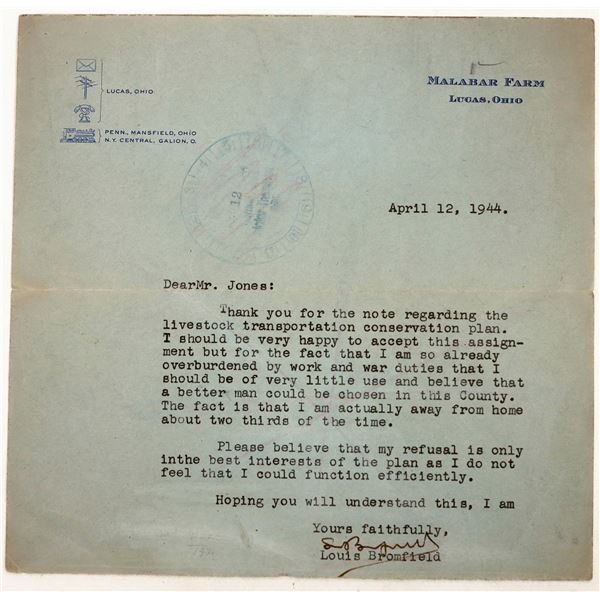 LUCAS, OHIO
PENN., MANSFIELD, OHIO
N.Y. CENTRAL, GALION, O.
MALABAR FARM
LUCAS, OHIO
12
April 12, 1944.
DearMr. Jones:
Thank you for the note regarding the
livestock transportation conservation plan.
I should be very happy to accept this assign-
ment but for the fact that I am so already
overburdened by work and war duties that I
should be of very little use and believe that
a better man could be chosen in this County.
The fact is that I am actually away from home
about two thirds of the time.
Please believe that my refusal is only
inthe best interests of the plan as I do not
feel that I could function efficiently.
Hoping you will understand this, I am
Yours faithfully,
Louis Bromfield